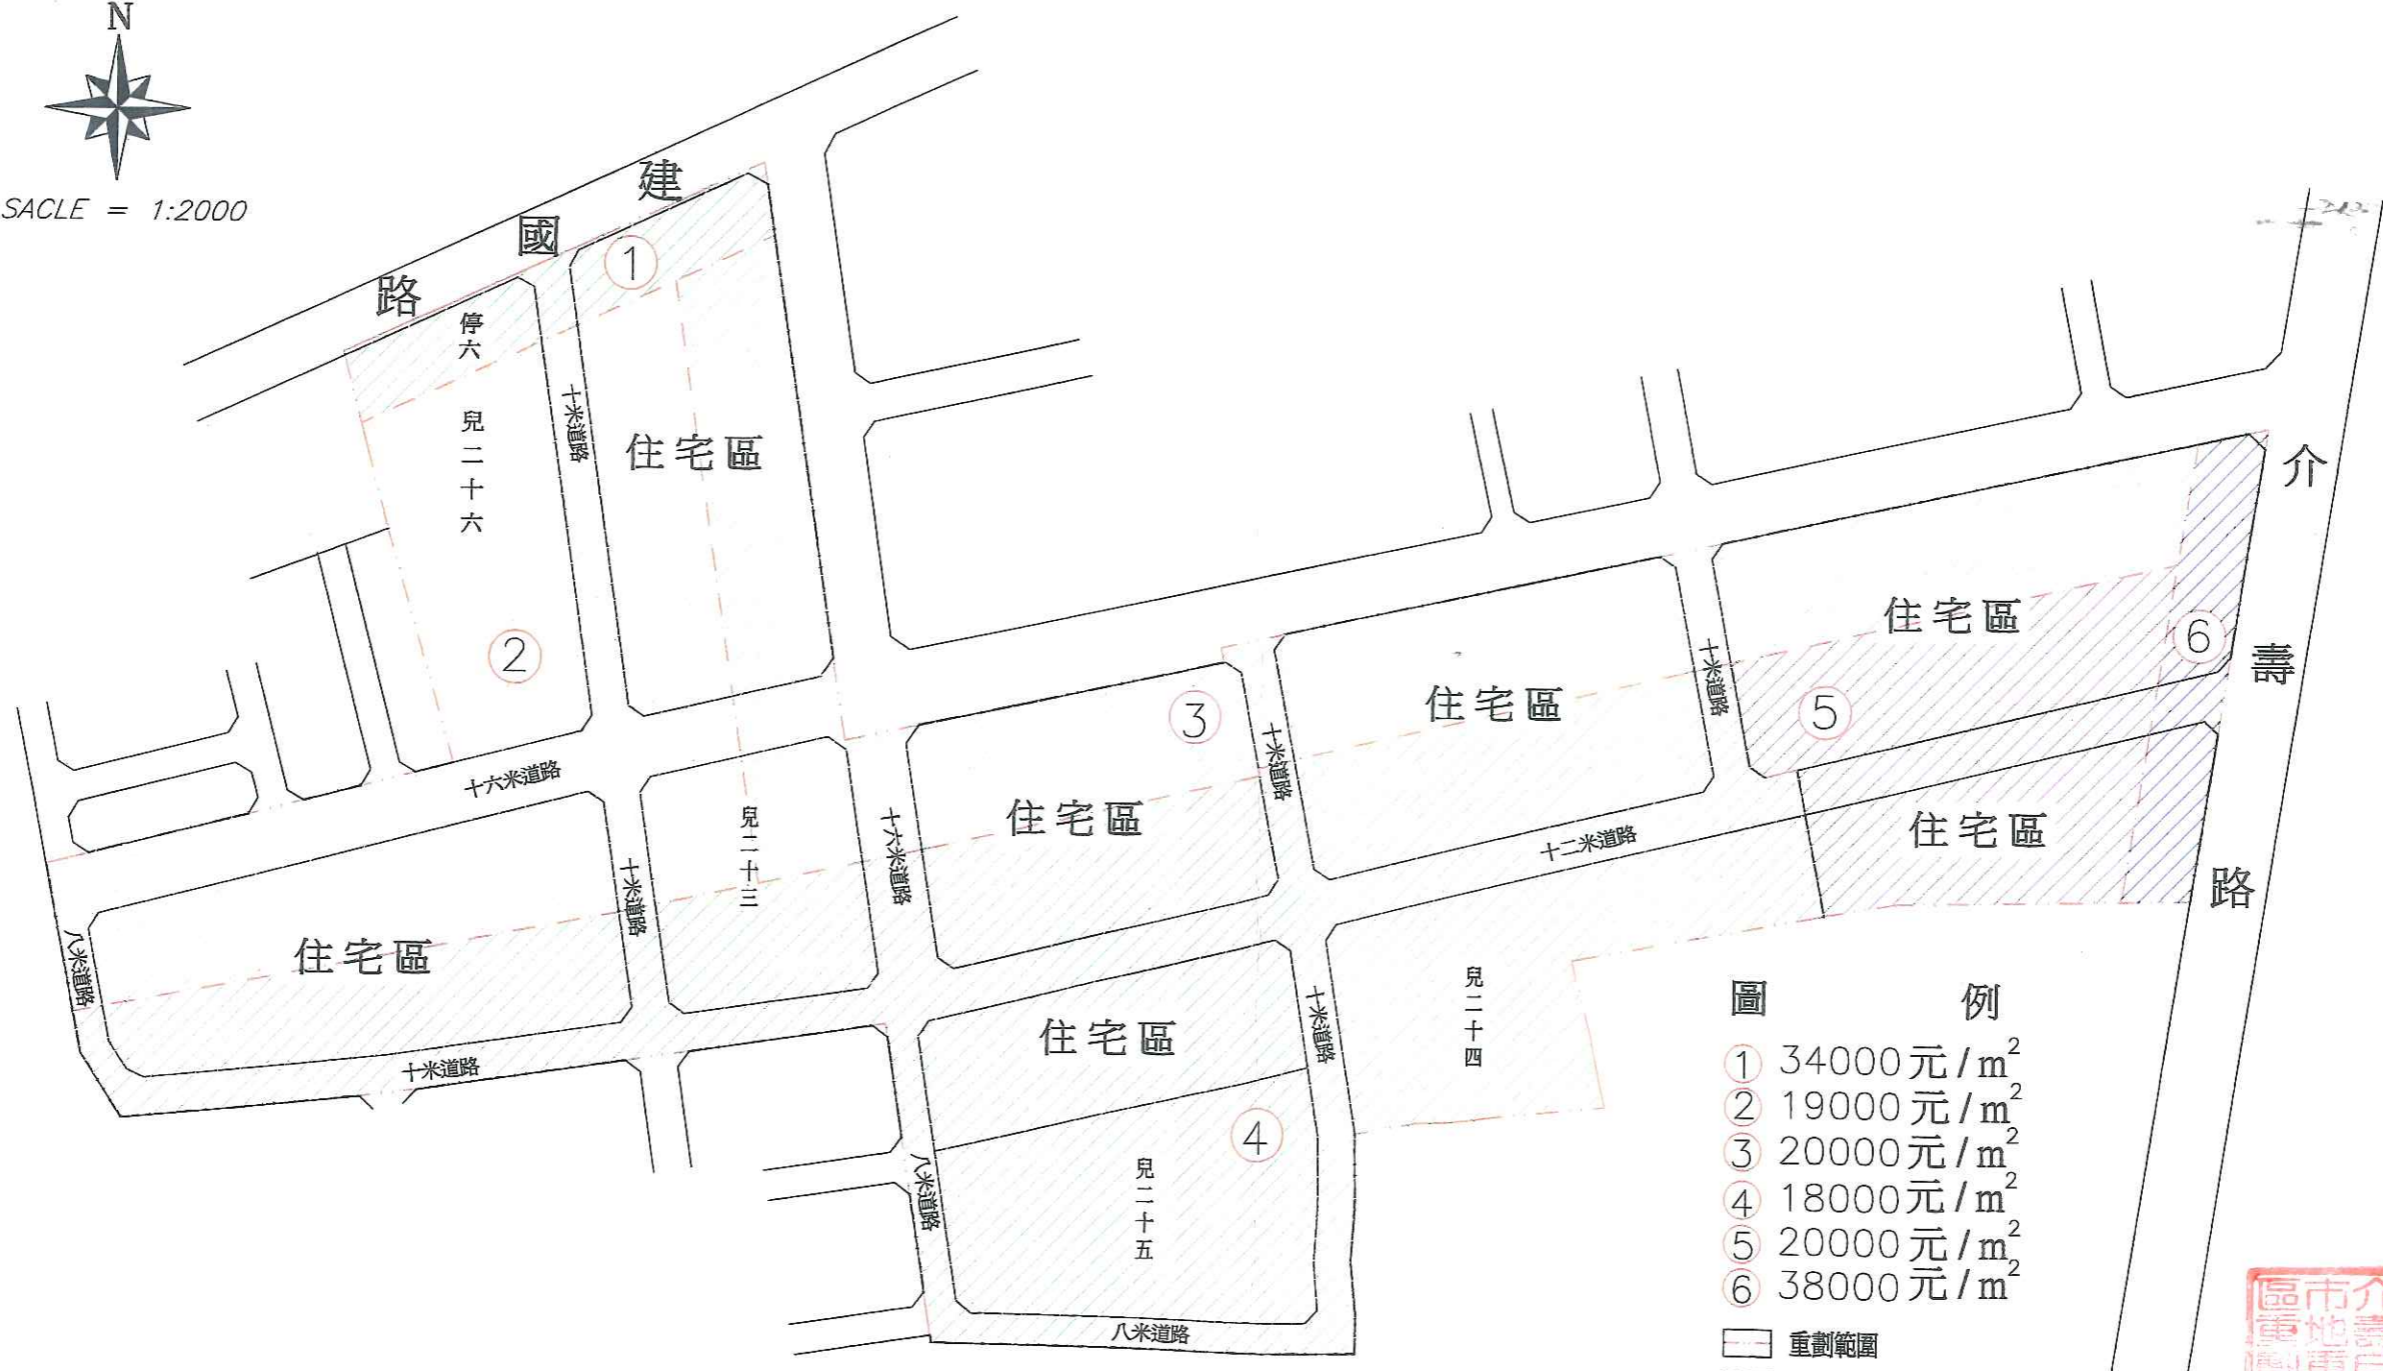 N
SACLE = 1:2000
建
國
路
①
停六
兒二十六
十米道路
住宅區
②
十六米道路
兒二十三
十米道路
十六米道路
住宅區
八米道路
十米道路
③
住宅區
十米道路
住宅區
十米道路
住宅區
⑤
⑥
十二米道路
住宅區
介
壽
路
住宅區
十米道路
兒二十四
④
兒二十五
八米道路
八米道路
圖 例
① 34000元/m²
② 19000元/m²
③ 20000元/m²
④ 18000元/m²
⑤ 20000元/m²
⑥ 38000元/m²
重劃範圍